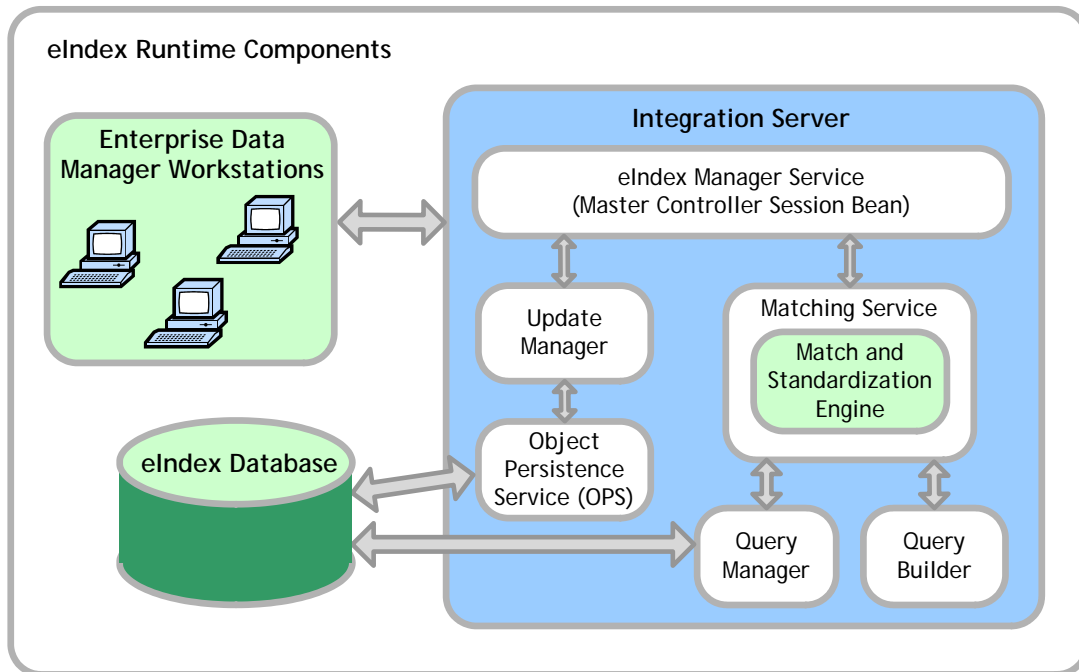 eIndex Runtime Components
Enterprise Data
Manager Workstations
Integration Server
eIndex Manager Service
(Master Controller Session Bean)
Update
Manager
Matching Service
Match and
Standardization
Engine
eIndex Database
Object
Persistence
Service (OPS)
Query
Manager
Query
Builder